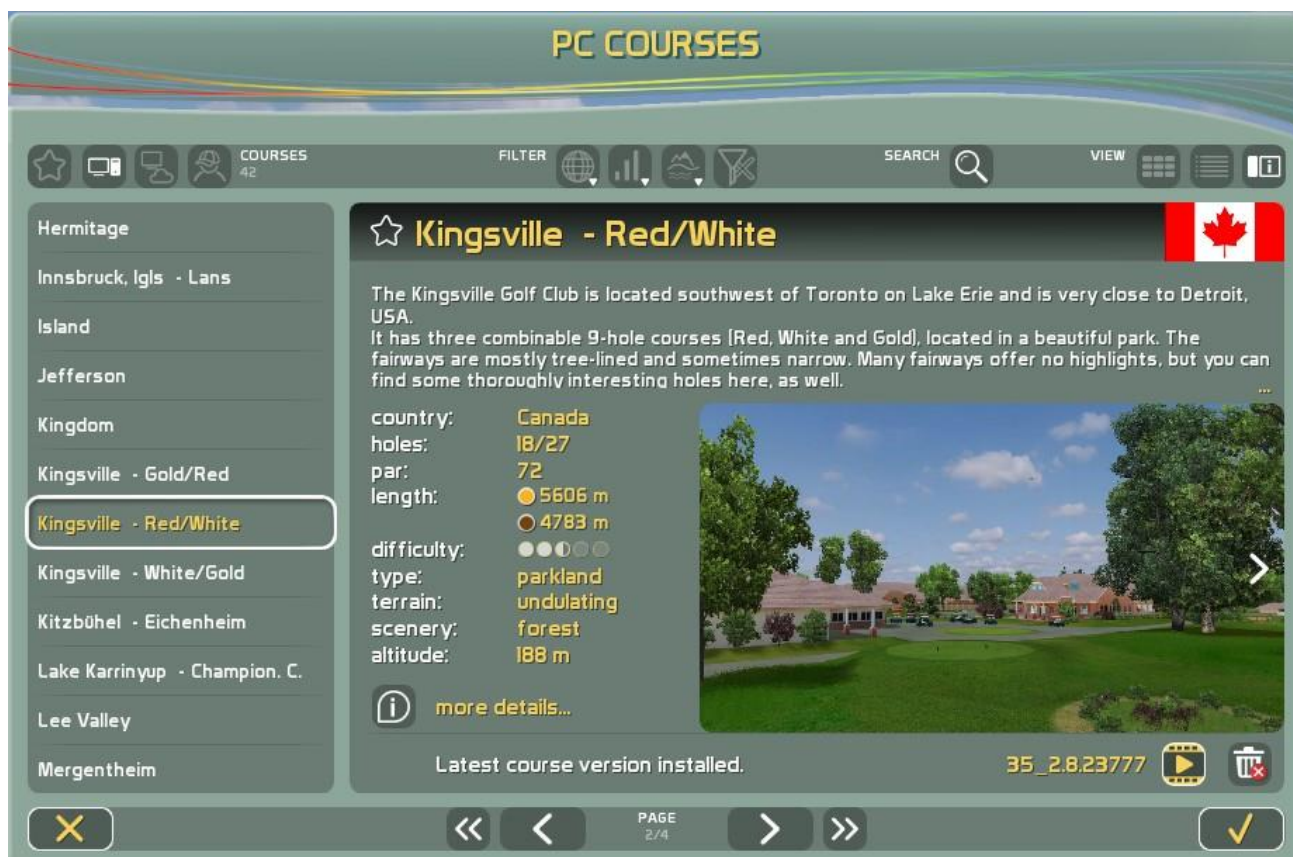 PC COURSES
COURSES
42
FILTER
SEARCH
VIEW
Hermitage
Innsbruck, Igls - Lans
Island
Jefferson
Kingdom
Kingsville - Gold/Red
Kingsville - Red/White
Kingsville - White/Gold
Kitzbühel - Eichenheim
Lake Karrinyup - Champion. C.
Lee Valley
Mergentheim
Kingsville - Red/White
The Kingsville Golf Club is located southwest of Toronto on Lake Erie and is very close to Detroit,
USA.
It has three combinable 9-hole courses (Red, White and Gold), located in a beautiful park. The
fairways are mostly tree-lined and sometimes narrow. Many fairways offer no highlights, but you can
find some thoroughly interesting holes here, as well.
...
country: Canada
holes: 18/27
par: 72
length: 5606 m
4783 m
difficulty:
type: parkland
terrain: undulating
scenery: forest
altitude: 188 m
i more details...
Latest course version installed. 35_2.8.23777
PAGE
2/4